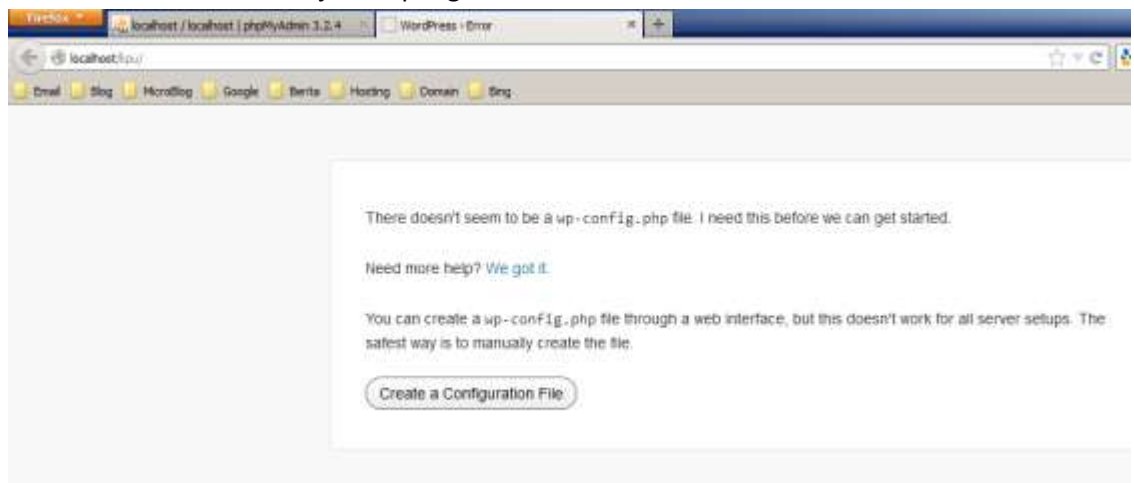 Firefox
localhost / localhost | phpMyAdmin 3.2.4
WordPress › Error
localhost/lipu/
Email Blog MicroBlog Google Berita Hosting Domain Bing
There doesn't seem to be a wp-config.php file. I need this before we can get started.
Need more help? We got it.
You can create a wp-config.php file through a web interface, but this doesn't work for all server setups. The
safest way is to manually create the file.
Create a Configuration File